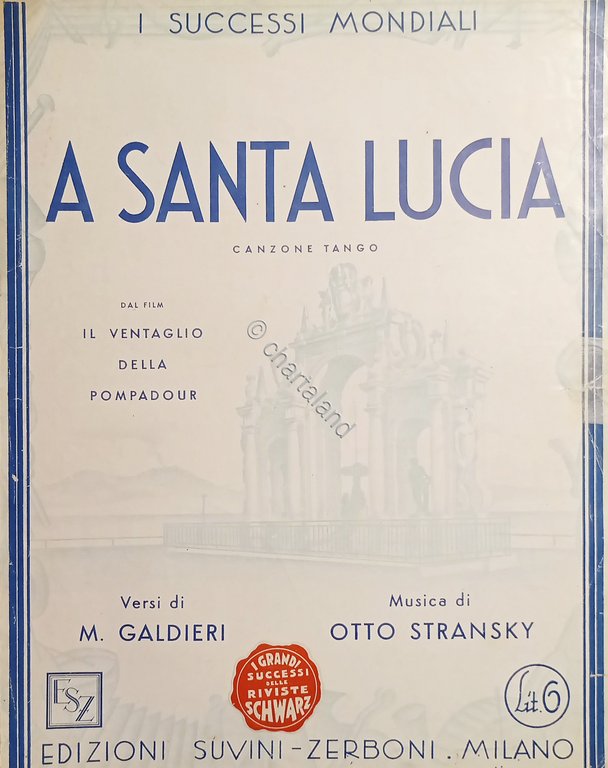 I SUCCESSI MONDIALI
A SANTA LUCIA
CANZONE TANGO
DAL FILM
IL VENTAGLIO
DELLA
POMPADOUR
© chartaland
Versi di
M. GALDIERI
Musica di
OTTO STRANSKY
I GRANDI
SUCCESSI
DELLE
RIVISTE
SCHWARZ
ESZ
Lit. 6
EDIZIONI SUVINI-ZERBONI. MILANO